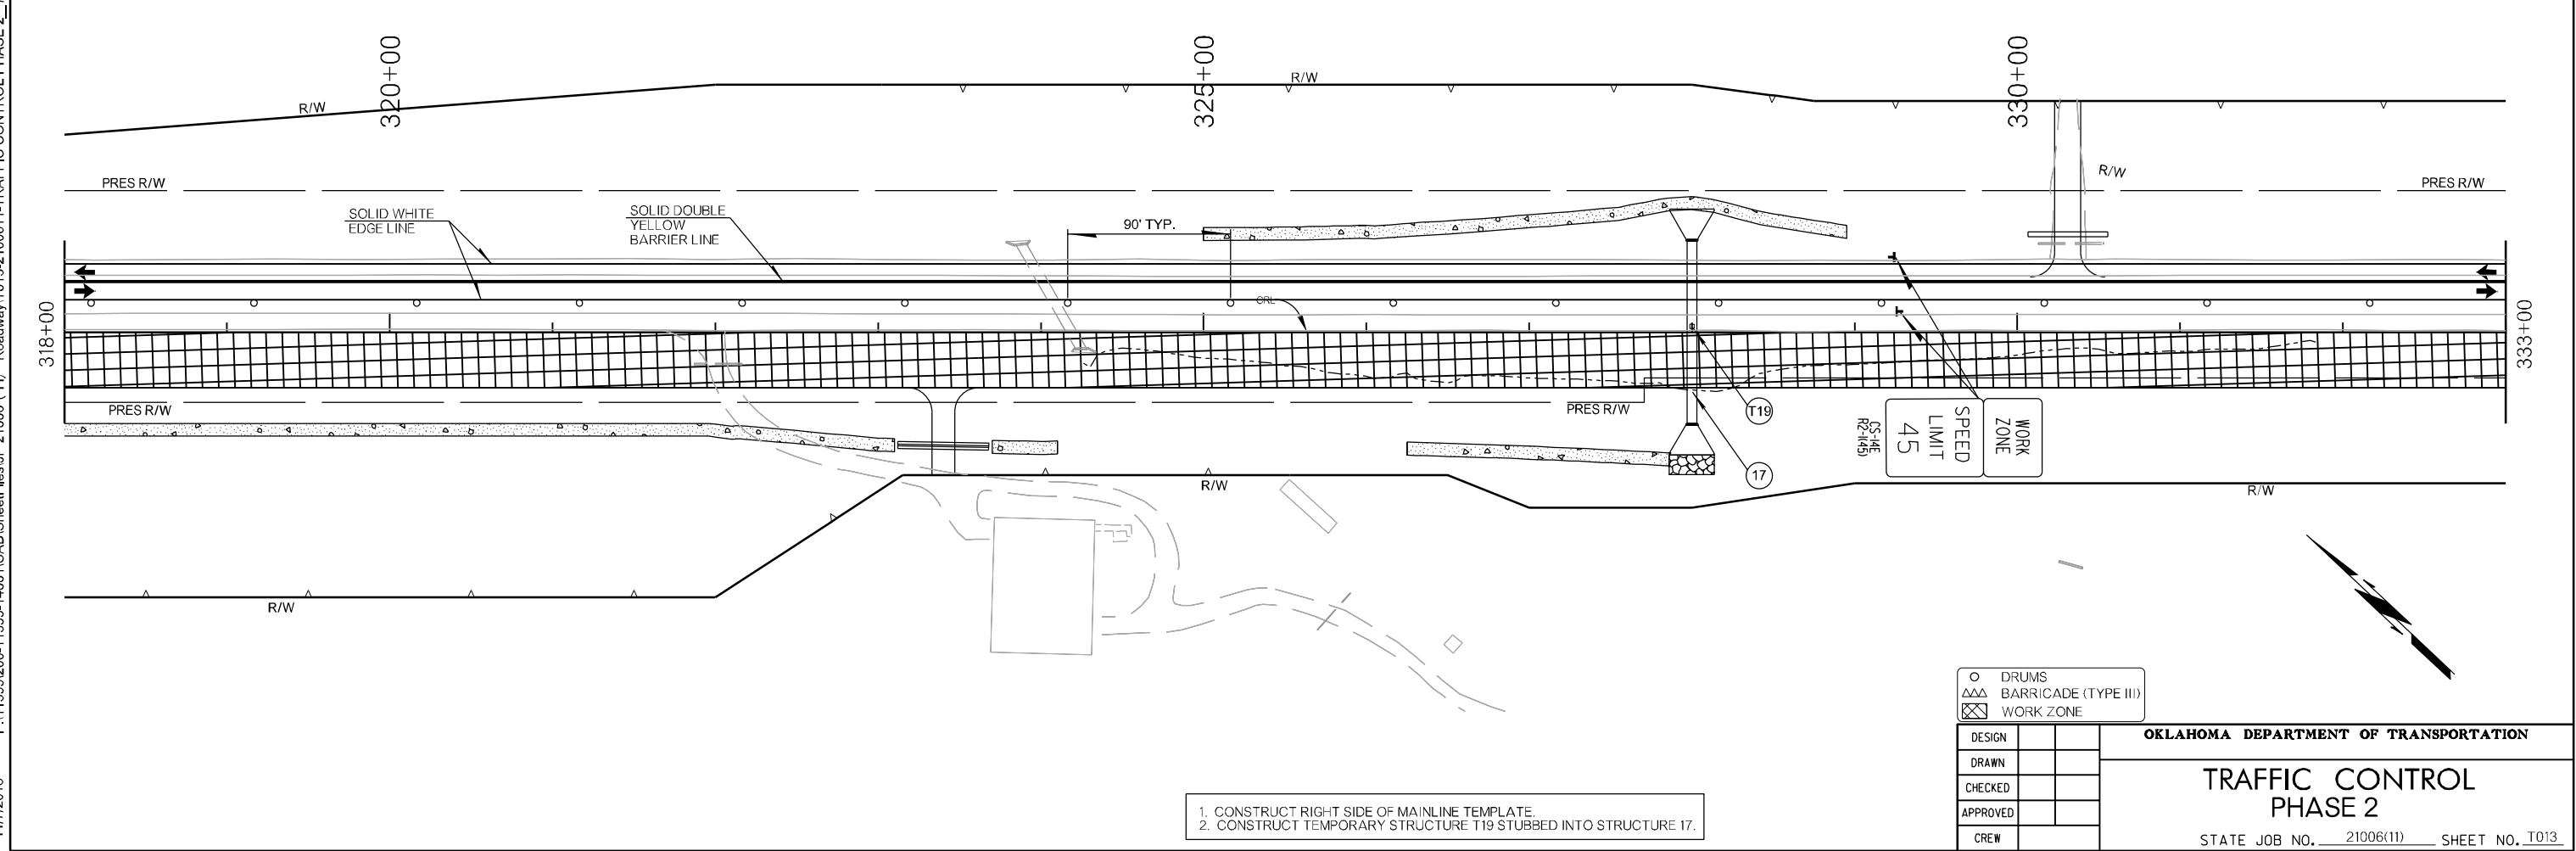 320+00
325+00
330+00
R/W
R/W
R/W
PRES R/W
PRES R/W
SOLID WHITE
EDGE LINE
SOLID DOUBLE
YELLOW
BARRIER LINE
90' TYP.
CRL
318+00
333+00
PRES R/W
PRES R/W
T19
17
WORK
ZONE
SPEED
LIMIT
45
CS-14E
R2-1(45)
R/W
R/W
R/W
DRUMS
BARRICADE (TYPE III)
WORK ZONE
DESIGN
DRAWN
CHECKED
APPROVED
CREW
OKLAHOMA DEPARTMENT OF TRANSPORTATION
TRAFFIC CONTROL
PHASE 2
STATE JOB NO. 21006(11) SHEET NO. T013
1. CONSTRUCT RIGHT SIDE OF MAINLINE TEMPLATE.
2. CONSTRUCT TEMPORARY STRUCTURE T19 STUBBED INTO STRUCTURE 17.